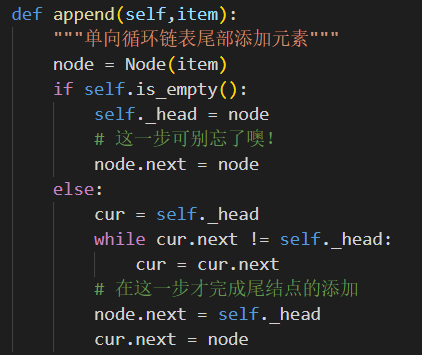 def append(self,item):
    """单向循环链表尾部添加元素"""
    node = Node(item)
    if self.is_empty():
        self._head = node
        # 这一步可别忘了噢!
        node.next = node
    else:
        cur = self._head
        while cur.next != self._head:
            cur = cur.next
        # 在这一步才完成尾结点的添加
        node.next = self._head
        cur.next = node